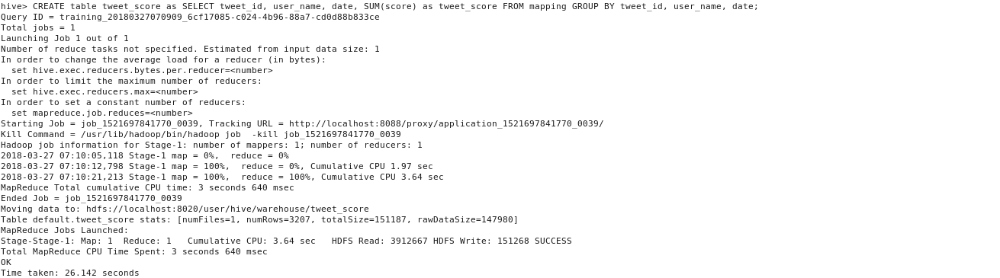 hive> CREATE table tweet_score as SELECT tweet_id, user_name, date, SUM(score) as tweet_score FROM mapping GROUP BY tweet_id, user_name, date;
Query ID = training_20180327070909_6cf17085-c024-4b96-88a7-cd0d88b833ce
Total jobs = 1
Launching Job 1 out of 1
Number of reduce tasks not specified. Estimated from input data size: 1
In order to change the average load for a reducer (in bytes):
  set hive.exec.reducers.bytes.per.reducer=<number>
In order to limit the maximum number of reducers:
  set hive.exec.reducers.max=<number>
In order to set a constant number of reducers:
  set mapreduce.job.reduces=<number>
Starting Job = job_1521697841770_0039, Tracking URL = http://localhost:8088/proxy/application_1521697841770_0039/
Kill Command = /usr/lib/hadoop/bin/hadoop job  -kill job_1521697841770_0039
Hadoop job information for Stage-1: number of mappers: 1; number of reducers: 1
2018-03-27 07:10:05,118 Stage-1 map = 0%,  reduce = 0%
2018-03-27 07:10:12,798 Stage-1 map = 100%,  reduce = 0%, Cumulative CPU 1.97 sec
2018-03-27 07:10:21,213 Stage-1 map = 100%,  reduce = 100%, Cumulative CPU 3.64 sec
MapReduce Total cumulative CPU time: 3 seconds 640 msec
Ended Job = job_1521697841770_0039
Moving data to: hdfs://localhost:8020/user/hive/warehouse/tweet_score
Table default.tweet_score stats: [numFiles=1, numRows=3207, totalSize=151187, rawDataSize=147980]
MapReduce Jobs Launched:
Stage-Stage-1: Map: 1  Reduce: 1   Cumulative CPU: 3.64 sec   HDFS Read: 3912667 HDFS Write: 151268 SUCCESS
Total MapReduce CPU Time Spent: 3 seconds 640 msec
OK
Time taken: 26.142 seconds